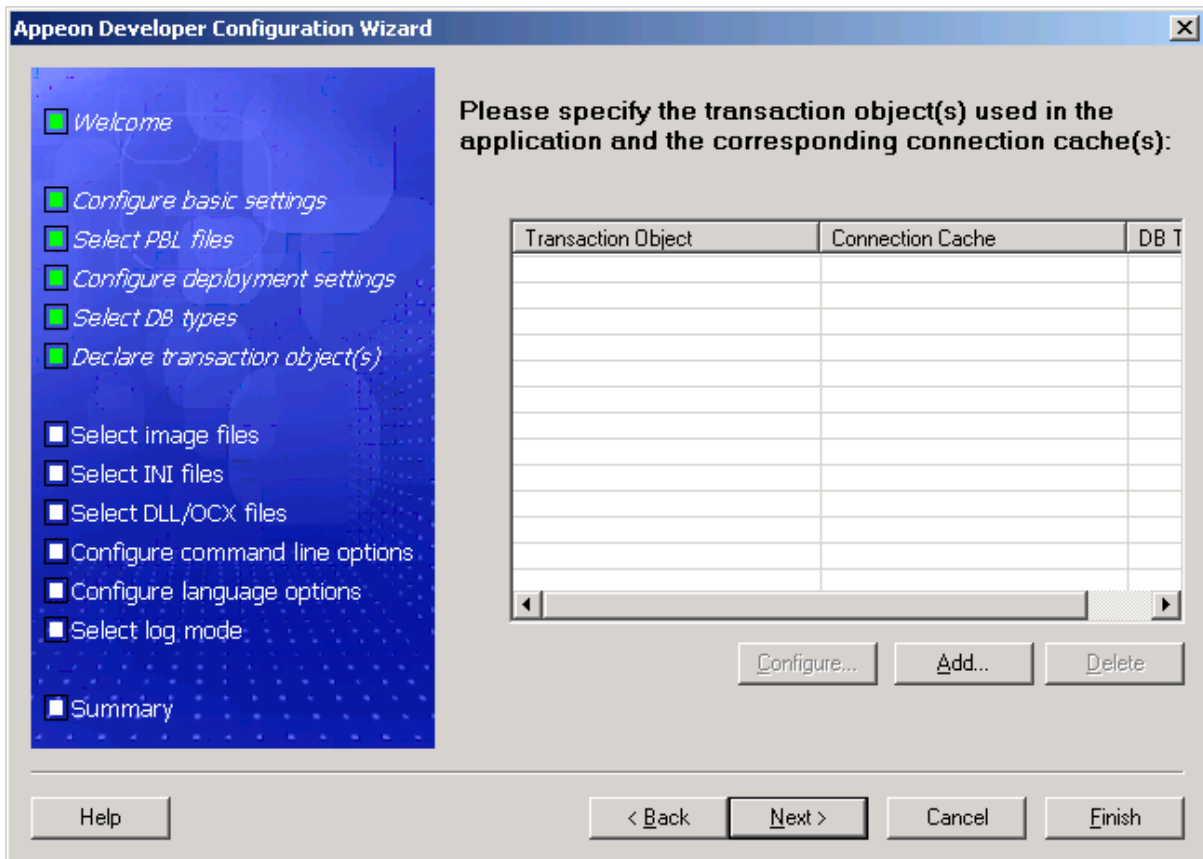 Appeon Developer Configuration Wizard
Welcome
Configure basic settings
Select PBL files
Configure deployment settings
Select DB types
Declare transaction object(s)
Select image files
Select INI files
Select DLL/OCX files
Configure command line options
Configure language options
Select log mode
Summary
Please specify the transaction object(s) used in the
application and the corresponding connection cache(s):
Transaction Object Connection Cache DB T
Configure... Add... Delete
Help < Back Next > Cancel Finish